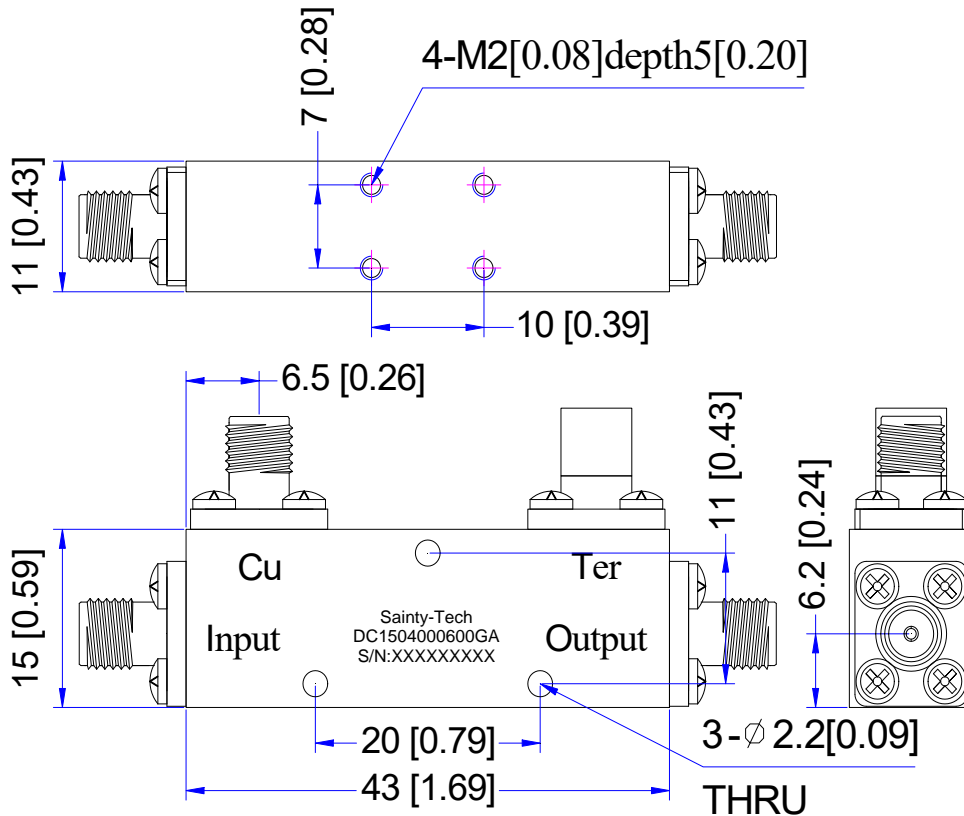 4-M2[0.08]depth5[0.20]
7 [0.28]
11 [0.43]
10 [0.39]
6.5 [0.26]
11 [0.43]
6.2 [0.24]
15 [0.59]
Cu
Ter
Input
Sainty-Tech
DC1504000600GA
S/N:XXXXXXXXX
Output
20 [0.79]
43 [1.69]
3-∅ 2.2[0.09]
THRU